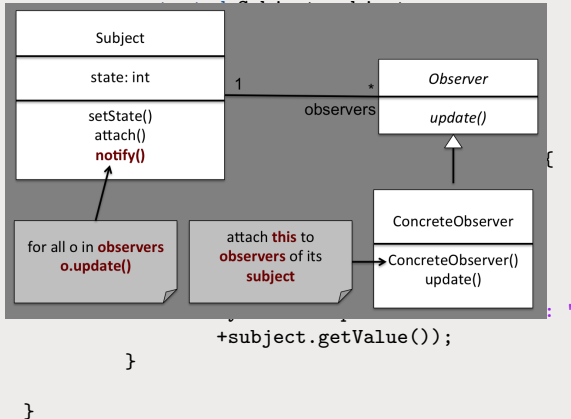 Subject
state: int
setState()
attach()
notify()
1
*
observers
Observer
update()
{
ConcreteObserver
ConcreteObserver()
update()
for all o in observers
o.update()
attach this to
observers of its
subject
: "
+subject.getValue());
}
}